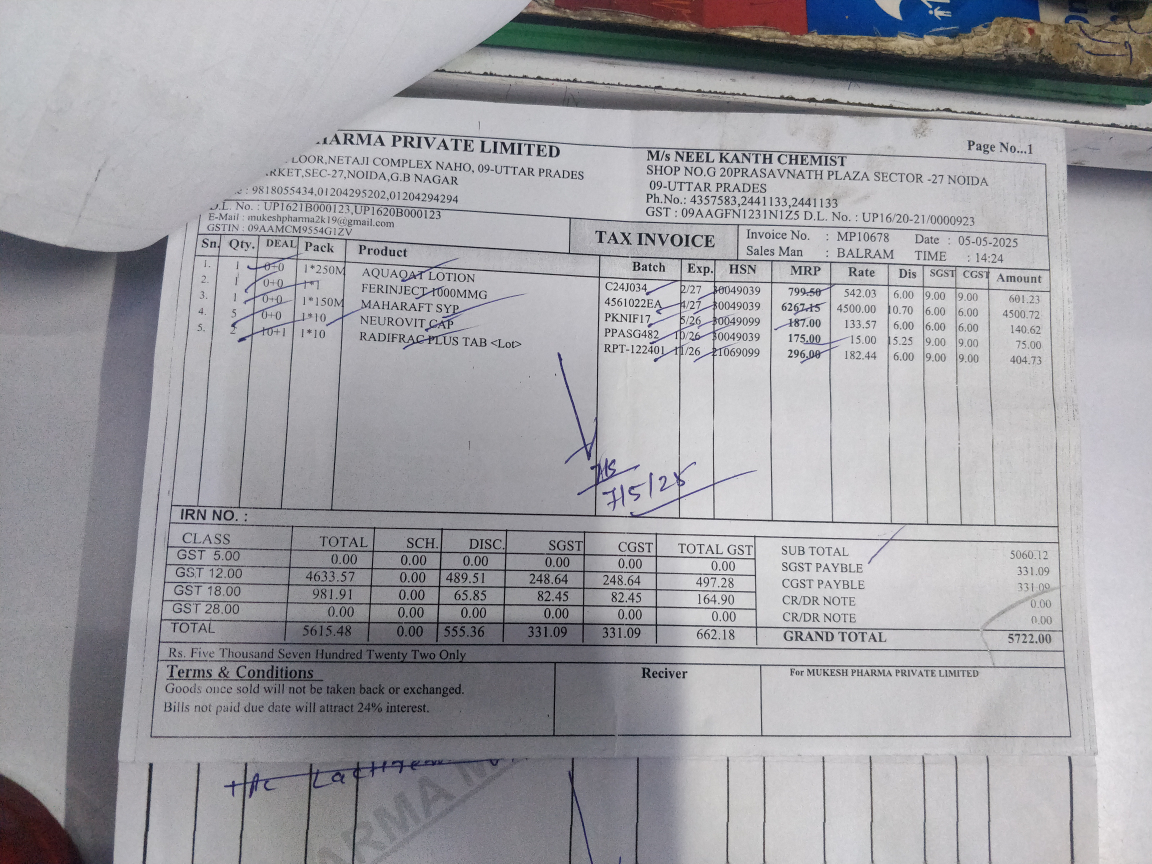 PHARMA PRIVATE LIMITED
LOOR,NETAJI COMPLEX NAHO, 09-UTTAR PRADES
RKET,SEC-27,NOIDA,G.B NAGAR
: 9818055434,01204295202,01204294294
D.L. No. : UP1621B000123,UP1620B000123
E-Mail : mukeshpharma2k19@gmail.com
GSTIN : 09AAMCM9554G1ZV
Page No...1
M/s NEEL KANTH CHEMIST
SHOP NO.G 20PRASAVNATH PLAZA SECTOR -27 NOIDA
09-UTTAR PRADES
Ph.No.: 4357583,2441133,2441133
GST : 09AAGFN1231N1Z5 D.L. No. : UP16/20-21/0000923
TAX INVOICE
Invoice No. : MP10678 Date : 05-05-2025
Sales Man : BALRAM TIME : 14:24
Sn. Qty. DEAL Pack Product Batch Exp. HSN MRP Rate Dis SGST CGST Amount
1. 1 0+0 1*250M AQUAQAT LOTION C24J034 2/27 30049039 799.50 542.03 6.00 9.00 9.00 601.23
2. 1 0+0 1*1 FERINJECT 1000MMG 4561022EA 4/27 30049039 6267.15 4500.00 10.70 6.00 6.00 4500.72
3. 1 0+0 1*150M MAHARAFT SYP PKNIF17 5/26 30049099 187.00 133.57 6.00 6.00 6.00 140.62
4. 5 0+0 1*10 NEUROVIT CAP PPASG482 10/26 30049039 175.00 15.00 15.25 9.00 9.00 75.00
5. 2 10+1 1*10 RADIFRAC PLUS TAB <Lot> RPT-122401 11/26 21069099 296.00 182.44 6.00 9.00 9.00 404.73
7/5/25
IRN NO. :
CLASS TOTAL SCH. DISC. SGST CGST TOTAL GST
GST 5.00 0.00 0.00 0.00 0.00 0.00 0.00
GST 12.00 4633.57 0.00 489.51 248.64 248.64 497.28
GST 18.00 981.91 0.00 65.85 82.45 82.45 164.90
GST 28.00 0.00 0.00 0.00 0.00 0.00 0.00
TOTAL 5615.48 0.00 555.36 331.09 331.09 662.18
SUB TOTAL 5060.12
SGST PAYBLE 331.09
CGST PAYBLE 331.09
CR/DR NOTE 0.00
CR/DR NOTE 0.00
GRAND TOTAL 5722.00
Rs. Five Thousand Seven Hundred Twenty Two Only
Terms & Conditions
Goods once sold will not be taken back or exchanged.
Bills not paid due date will attract 24% interest.
Reciver
For MUKESH PHARMA PRIVATE LIMITED
ARMA